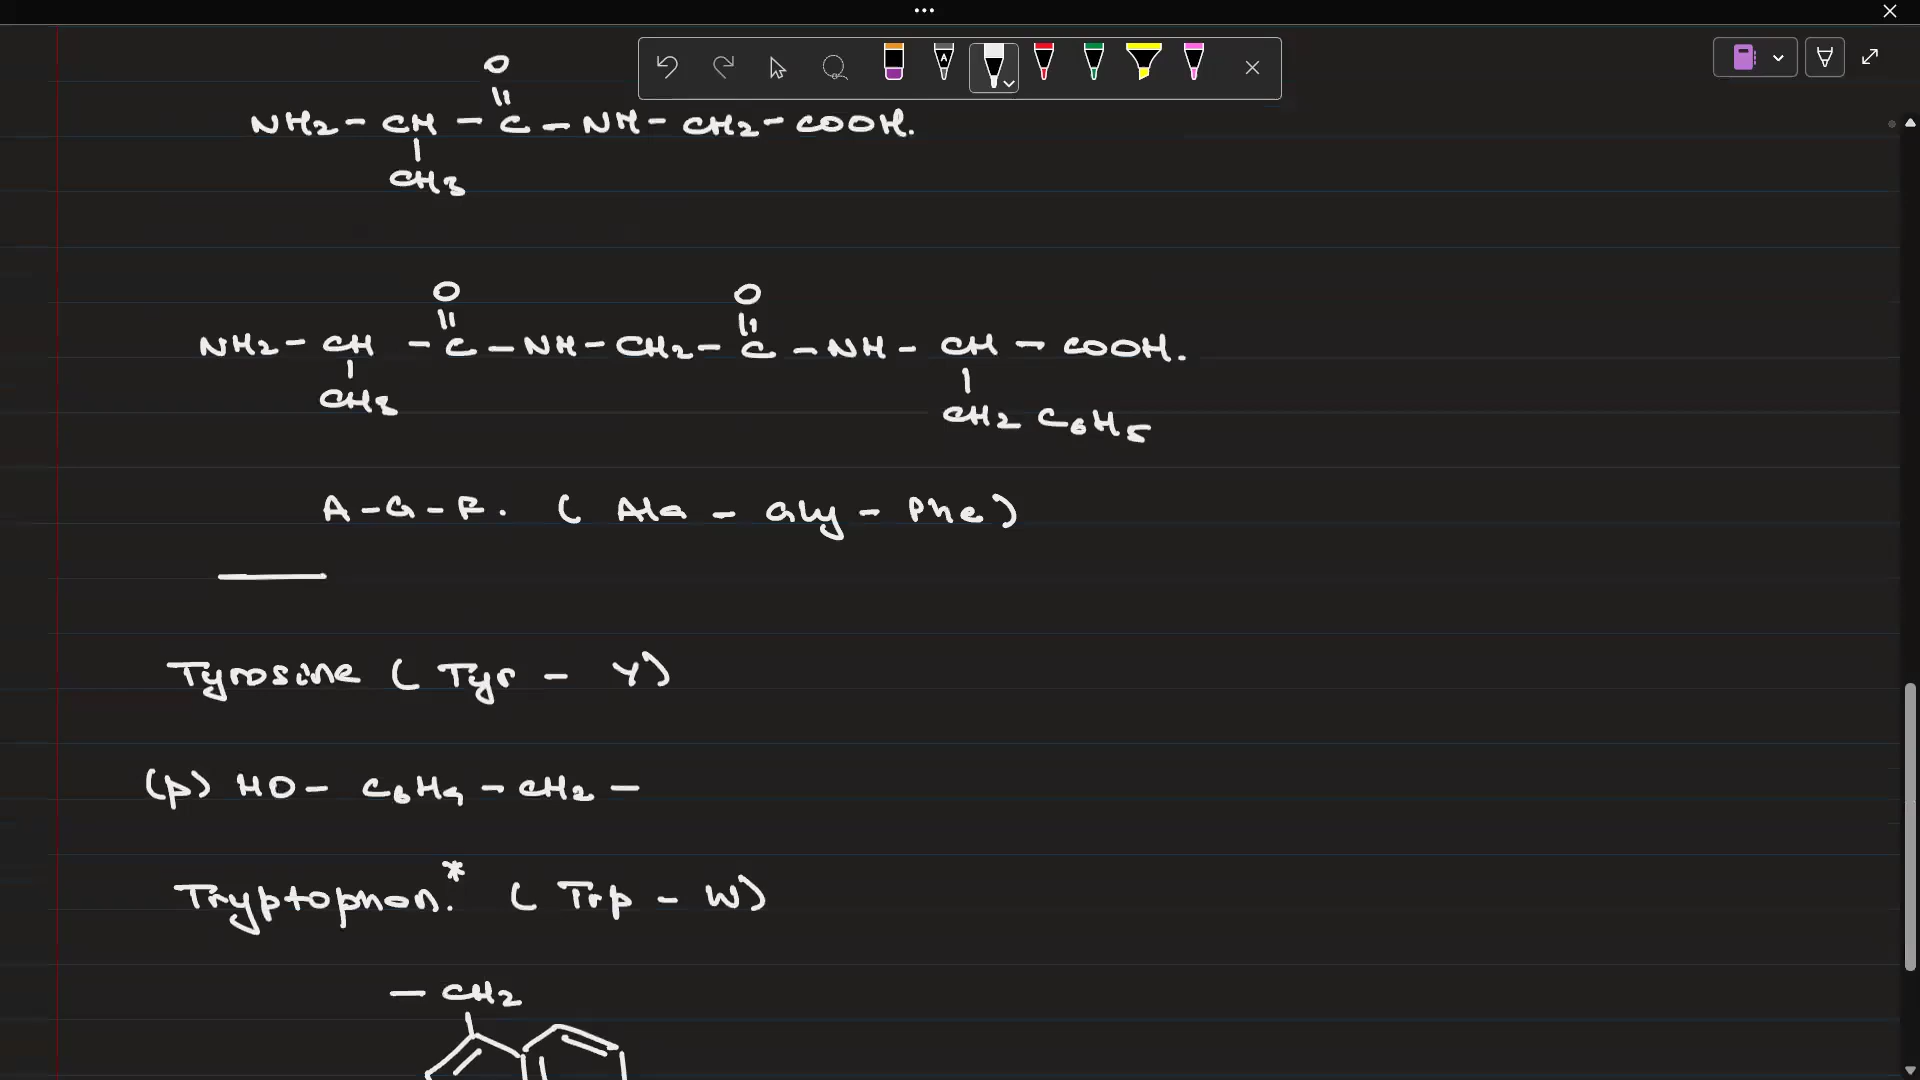 O
||
NH2 - CH - C - NH - CH2 - COOH.
|
CH3
O O
|| ||
NH2 - CH - C - NH - CH2 - C - NH - CH - COOH.
| |
CH3 CH2 C6H5
A - G - F. ( Ala - Gly - Phe )
Tyrosine ( Tyr - Y )
(p) HO - C6H4 - CH2 -
Tryptophan.* ( Trp - W )
- CH2